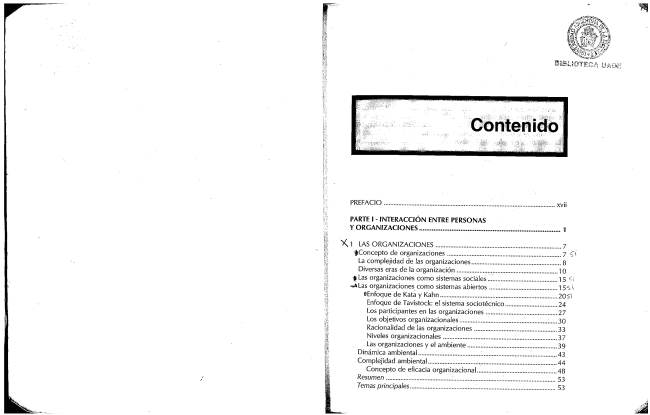 BIBLIOTECA UADE
Contenido
PREFACIO ... xvii
PARTE I - INTERACCIÓN ENTRE PERSONAS
Y ORGANIZACIONES ... 1
X 1 LAS ORGANIZACIONES ... 7
Concepto de organizaciones ... 7 si
La complejidad de las organizaciones ... 8
Diversas eras de la organización ... 10
Las organizaciones como sistemas sociales ... 15 si
Las organizaciones como sistemas abiertos ... 15 si
Enfoque de Kata y Kahn ... 20 si
Enfoque de Tavistock: el sistema sociotécnico ... 24
Los participantes en las organizaciones ... 27
Los objetivos organizacionales ... 30
Racionalidad de las organizaciones ... 33
Niveles organizacionales ... 37
Las organizaciones y el ambiente ... 39
Dinámica ambiental ... 43
Complejidad ambiental ... 44
Concepto de eficacia organizacional ... 48
Resumen ... 53
Temas principales ... 53